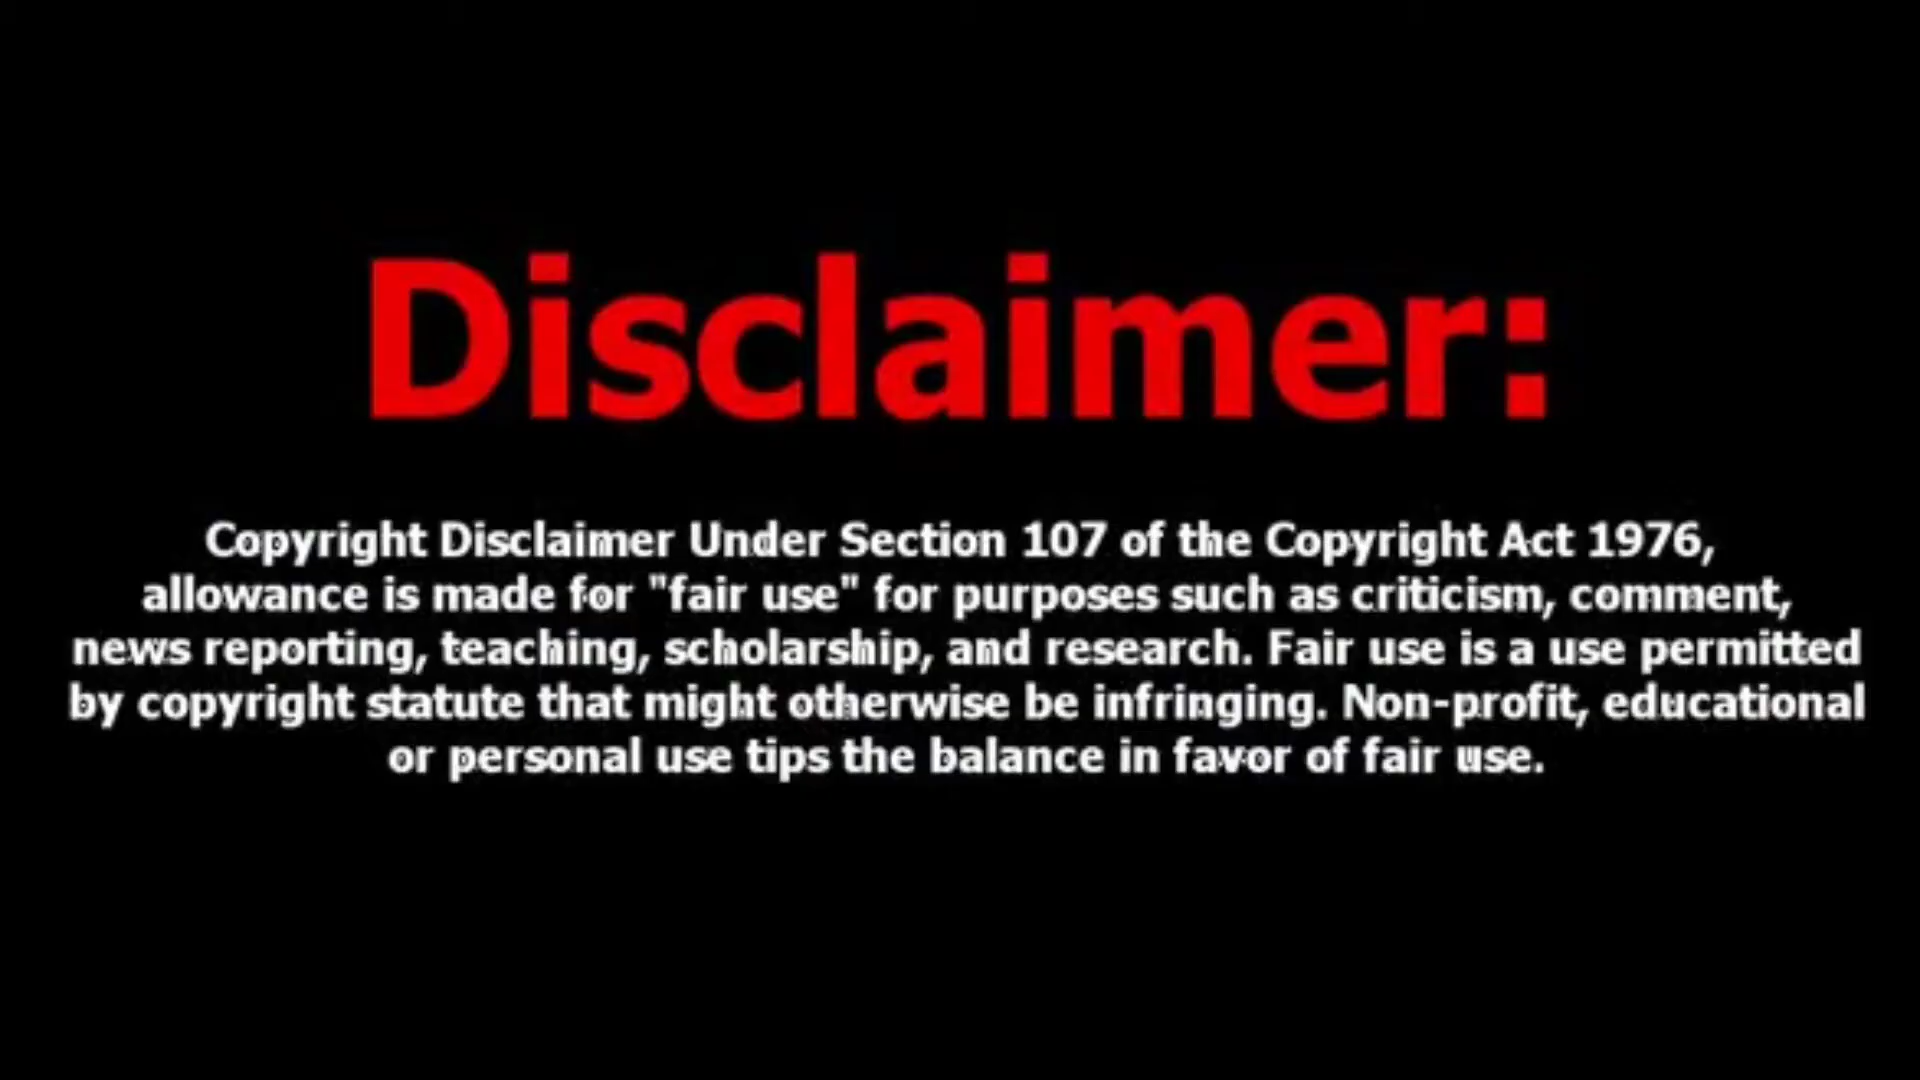 Disclaimer:
Copyright Disclaimer Under Section 107 of the Copyright Act 1976,
allowance is made for "fair use" for purposes such as criticism, comment,
news reporting, teaching, scholarship, and research. Fair use is a use permitted
by copyright statute that might otherwise be infringing. Non-profit, educational
or personal use tips the balance in favor of fair use.